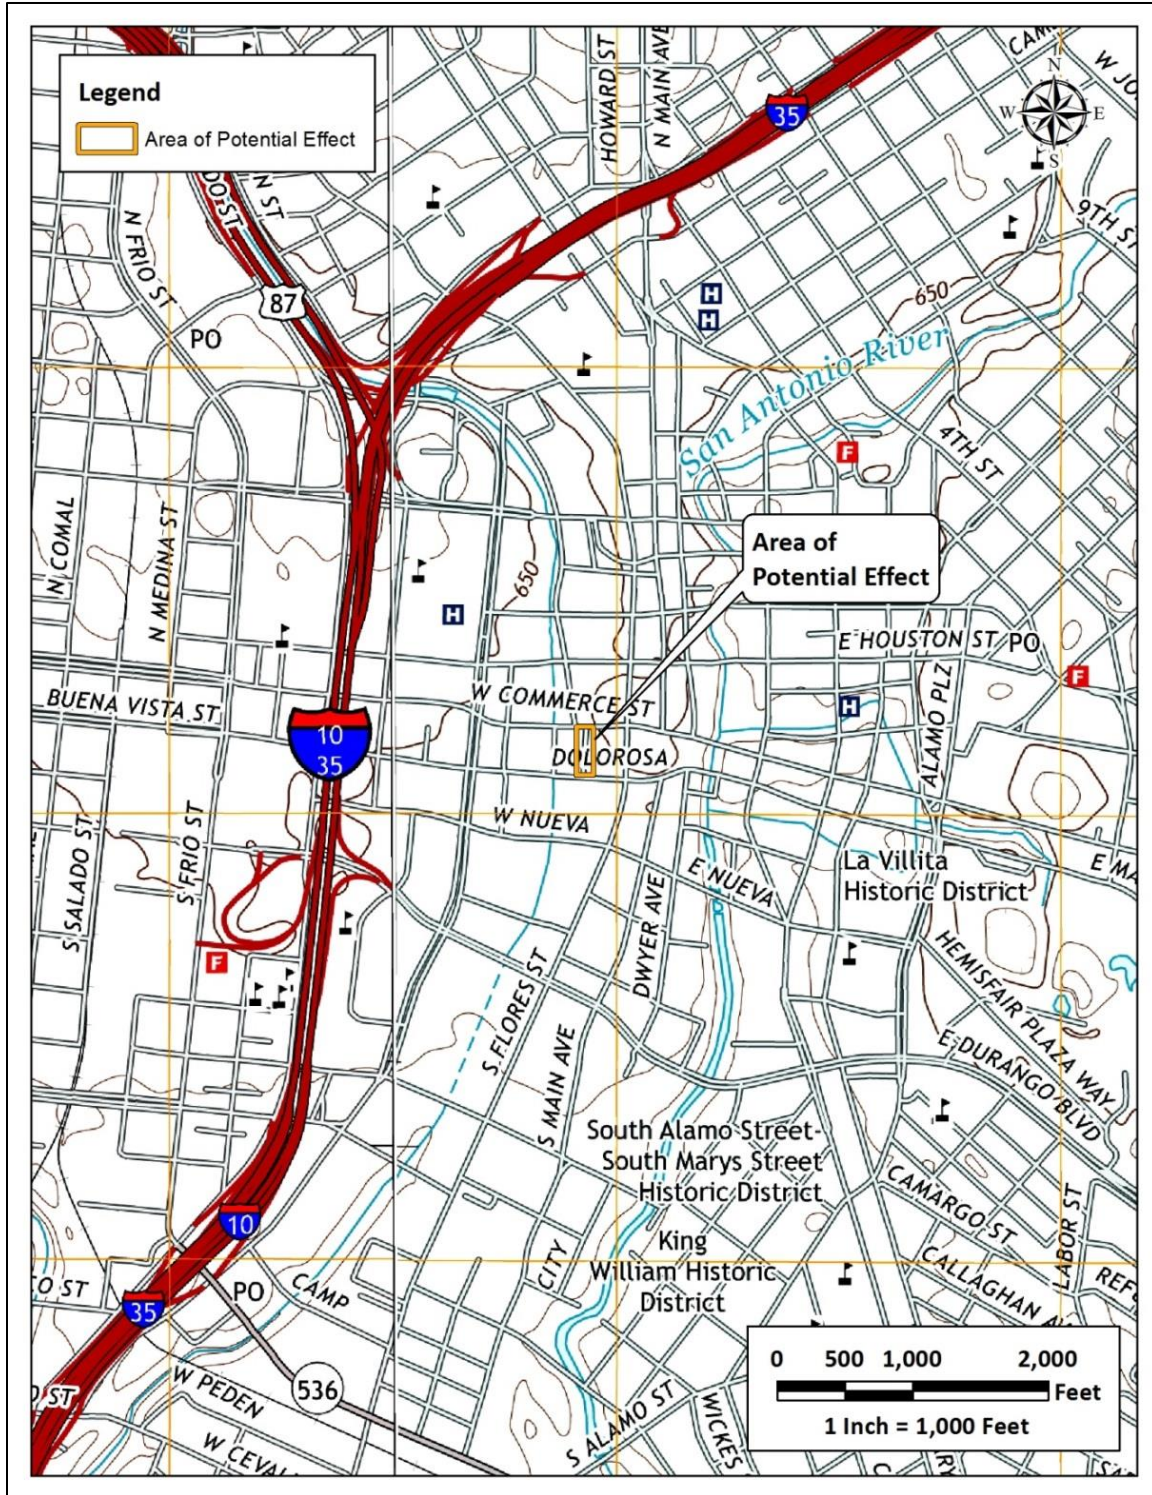 Legend
Area of Potential Effect
HOWARD ST
N MAIN AVE
35
N
W
E
S
9TH ST
N FRIO ST
87
PO
H
H
650
San Antonio River
F
4TH ST
N COMAL
N MEDINA ST
650
H
Area of
Potential Effect
E HOUSTON ST
PO
F
W COMMERCE ST
BUENA VISTA ST
10
35
H
ALAMO PLZ
DOLOROSA
W NUEVA
S FRIO ST
S SALADO ST
E NUEVA
La Villita
Historic District
DWYER AVE
F
S FLORES ST
HEMISFAIR PLAZA WAY
E DURANGO BLVD
S MAIN AVE
South Alamo Street-
South Marys Street
Historic District
CAMARGO ST
LABOR ST
10
King
William Historic
District
CITY
CALLAGHAN
PO
CAMP
35
536
W PEDEN
S ALAMO ST
WICKES
0 500 1,000 2,000
Feet
1 Inch = 1,000 Feet